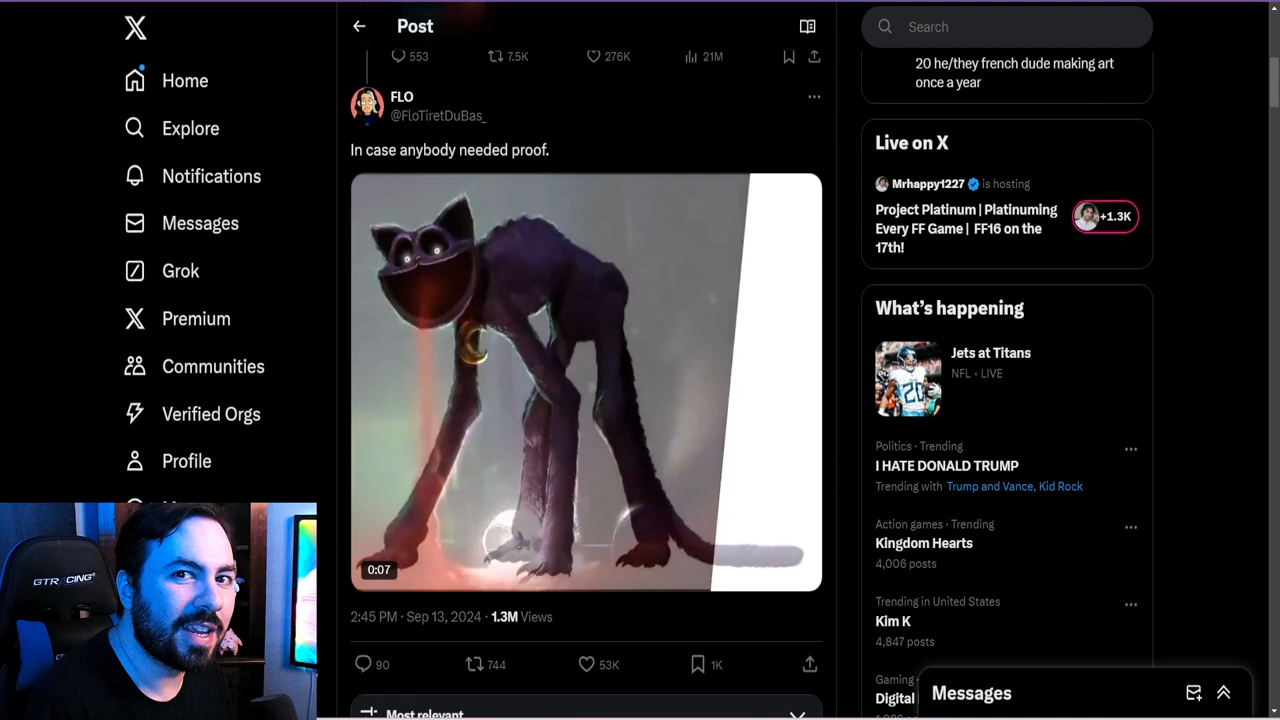 Home
Explore
Notifications
Messages
Grok
Premium
Communities
Verified Orgs
Profile
GTRACING
Post
553
7.5K
276K
21M
FLO
@FloTiretDuBas_
In case anybody needed proof.
0:07
2:45 PM · Sep 13, 2024 · 1.3M Views
90
744
53K
1K
Most relevant
Search
20 he/they french dude making art
once a year
Live on X
Mrhappy1227 is hosting
Project Platinum | Platinuming
Every FF Game | FF16 on the
17th!
+1.3K
What's happening
Jets at Titans
NFL · LIVE
20
Politics · Trending
I HATE DONALD TRUMP
Trending with Trump and Vance, Kid Rock
Action games · Trending
Kingdom Hearts
4,006 posts
Trending in United States
Kim K
4,847 posts
Gaming ·
Digital
Messages